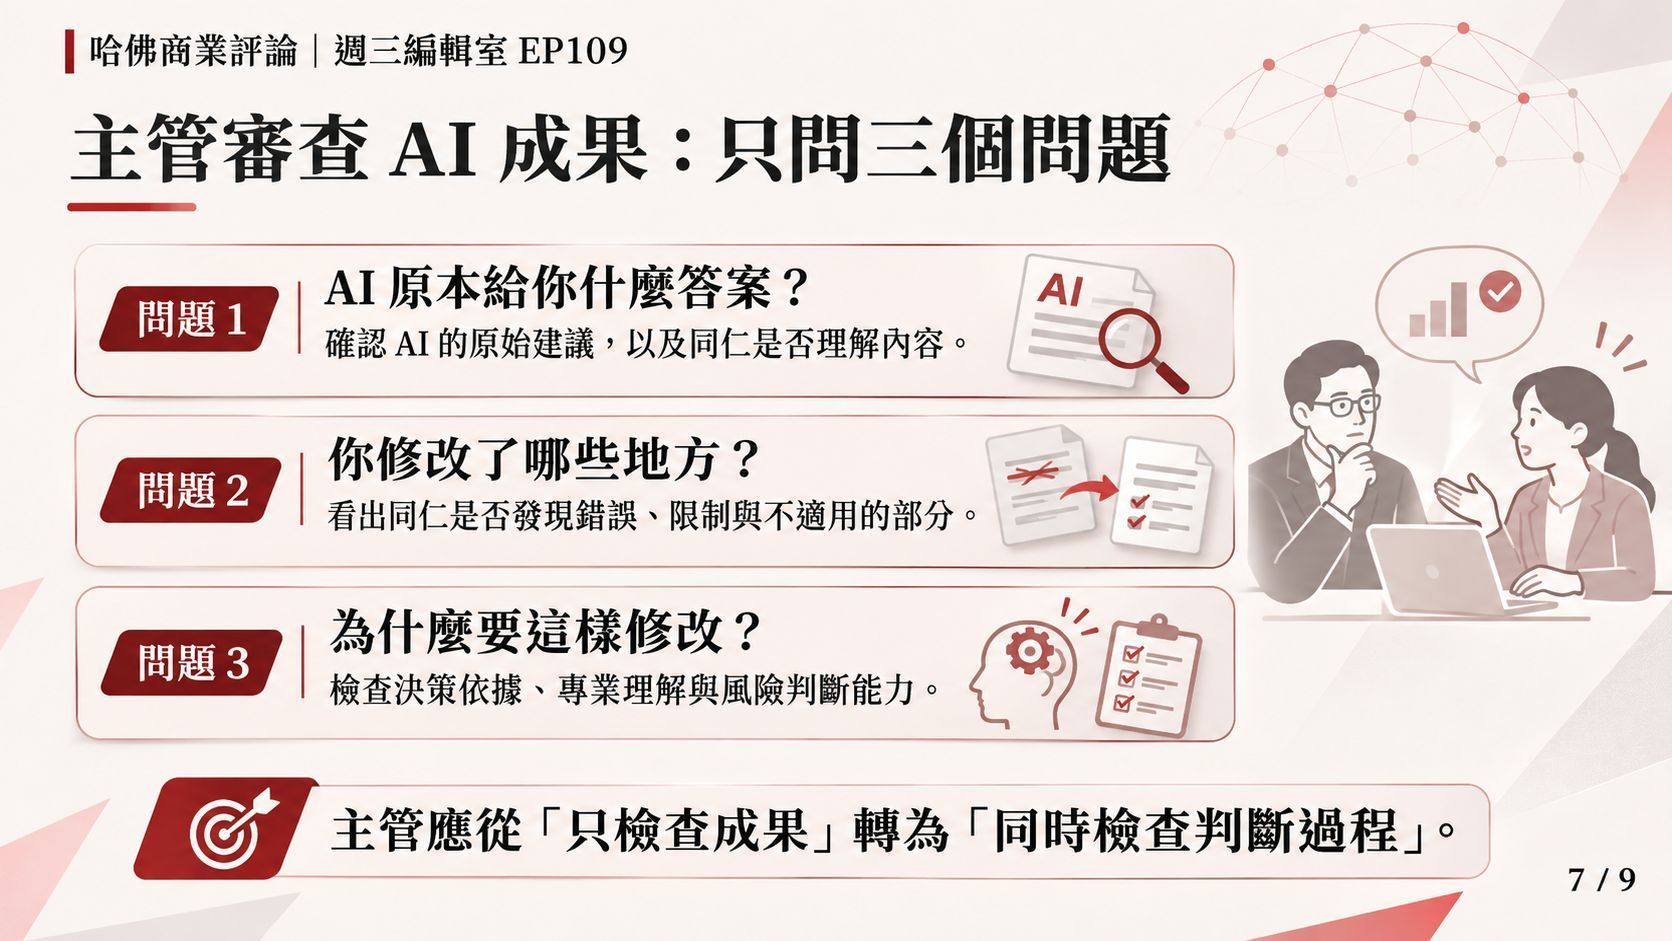 哈佛商業評論｜週三編輯室 EP109
主管審查 AI 成果：只問三個問題
問題 1
AI 原本給你什麼答案？
確認 AI 的原始建議，以及同仁是否理解內容。
AI
問題 2
你修改了哪些地方？
看出同仁是否發現錯誤、限制與不適用的部分。
問題 3
為什麼要這樣修改？
檢查決策依據、專業理解與風險判斷能力。
主管應從「只檢查成果」轉為「同時檢查判斷過程」。
7 / 9